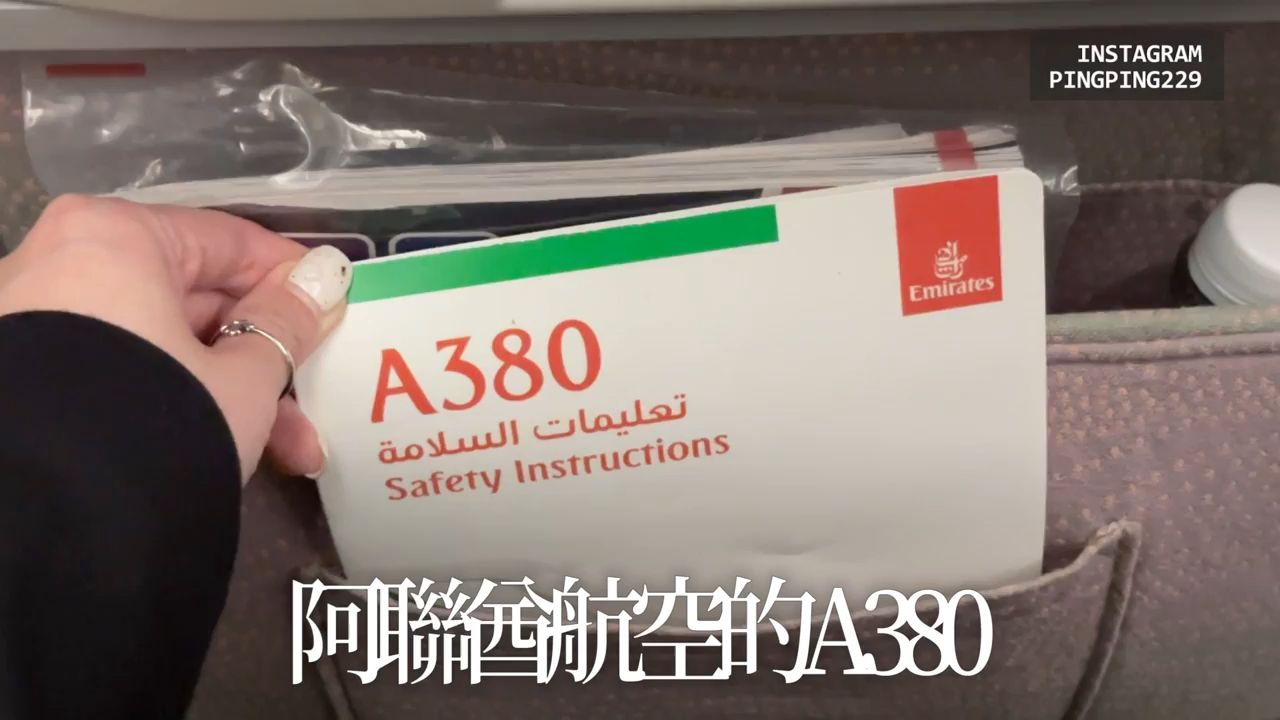 INSTAGRAM
PINGPING229
Emirates
A380
تعليمات السلامة
Safety Instructions
阿聯酋航空的A380